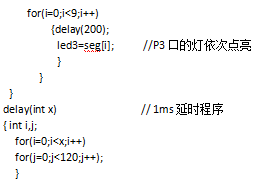 for(i=0;i<9;i++)
{delay(200);
led3=seg[i]; //P3 口的灯依次点亮
}
}
}
delay(int x) // 1ms 延时程序
{ int i,j;
for(i=0;i<x;i++)
for(j=0;j<120;j++);
}